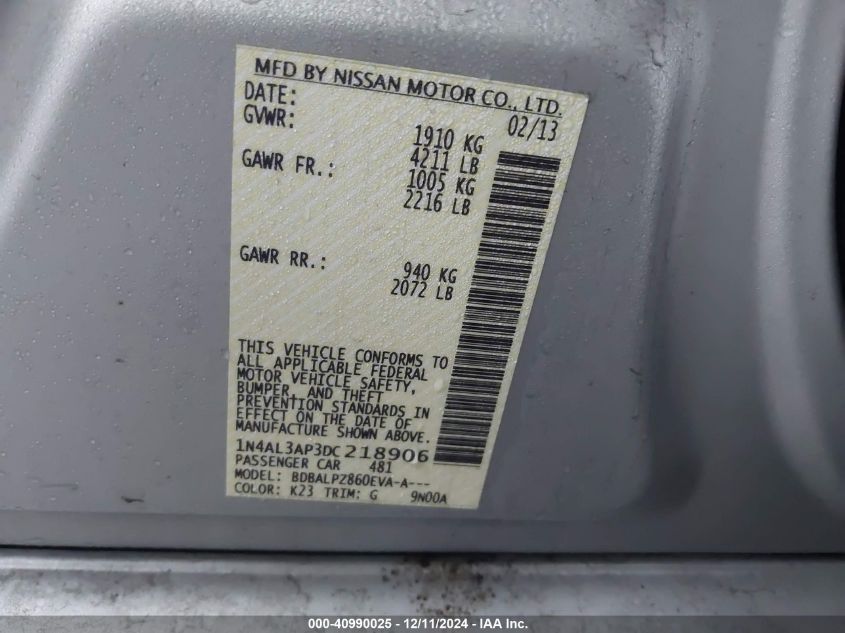 MFD BY NISSAN MOTOR CO., LTD.
DATE: 02/13
GVWR: 1910 KG
4211 LB
GAWR FR.: 1005 KG
2216 LB
GAWR RR.: 940 KG
2072 LB
THIS VEHICLE CONFORMS TO
ALL APPLICABLE FEDERAL
MOTOR VEHICLE SAFETY,
BUMPER, AND THEFT
PREVENTION STANDARDS IN
EFFECT ON THE DATE OF
MANUFACTURE SHOWN ABOVE.
1N4AL3AP3DC218906
PASSENGER CAR 481
MODEL: BDBALPZ860EVA-A---
COLOR: K23 TRIM: G 9N00A
000-40990025 - 12/11/2024 - IAA Inc.